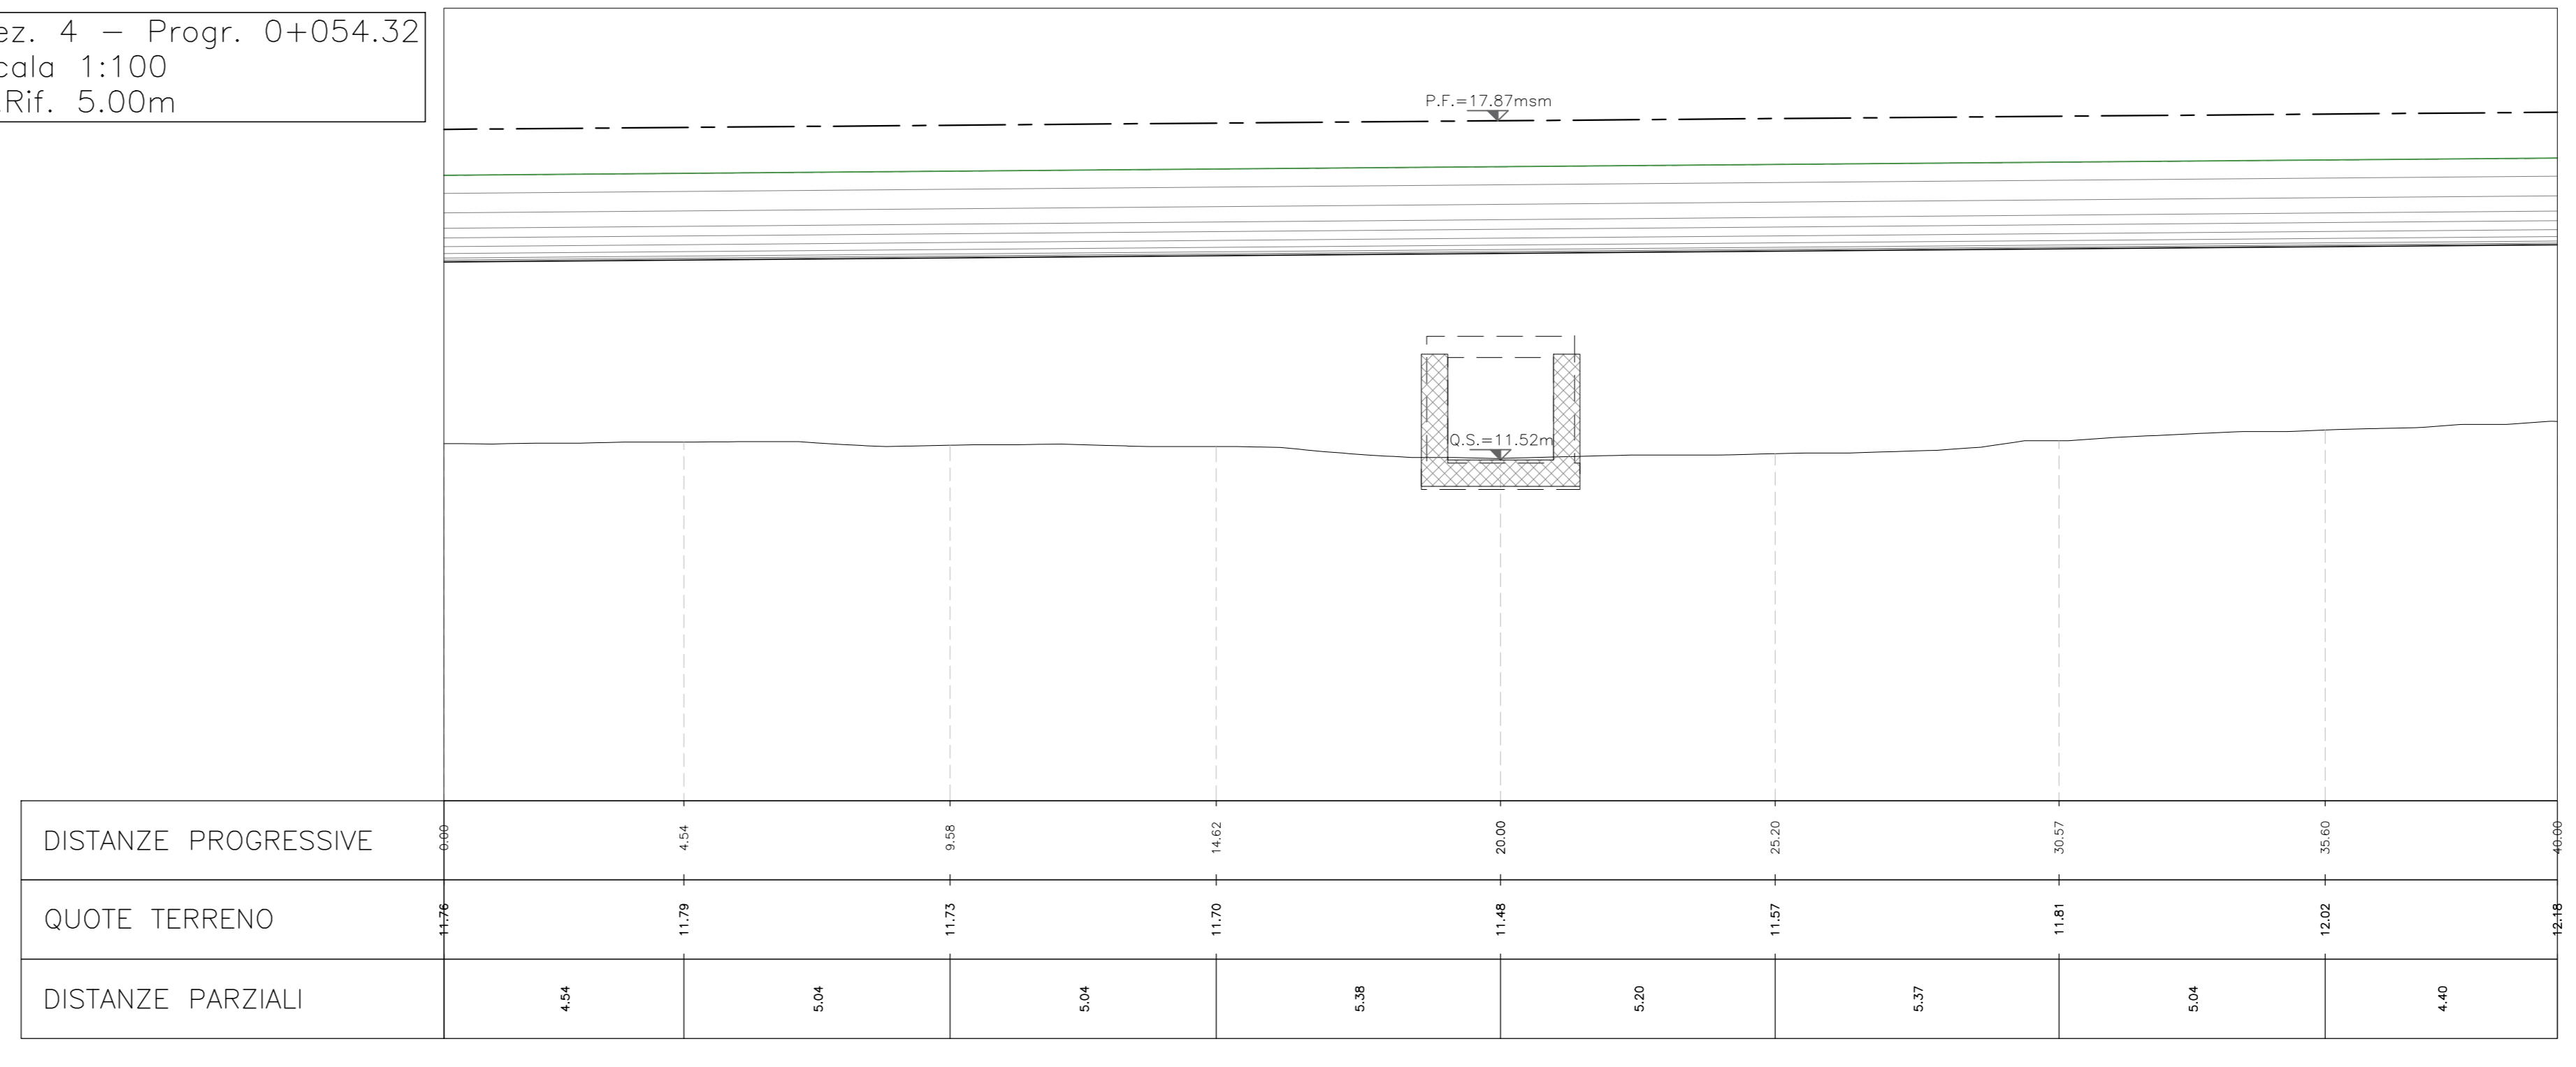 ez. 4 – Progr. 0+054.32
cala 1:100
.Rif. 5.00m
P.F.=17.87msm
Q.S.=11.52m
DISTANZE PROGRESSIVE 0.00 4.54 9.58 14.62 20.00 25.20 30.57 35.60 40.00
QUOTE TERRENO 11.76 11.79 11.73 11.70 11.48 11.57 11.81 12.02 12.18
DISTANZE PARZIALI 4.54 5.04 5.04 5.38 5.20 5.37 5.04 4.40